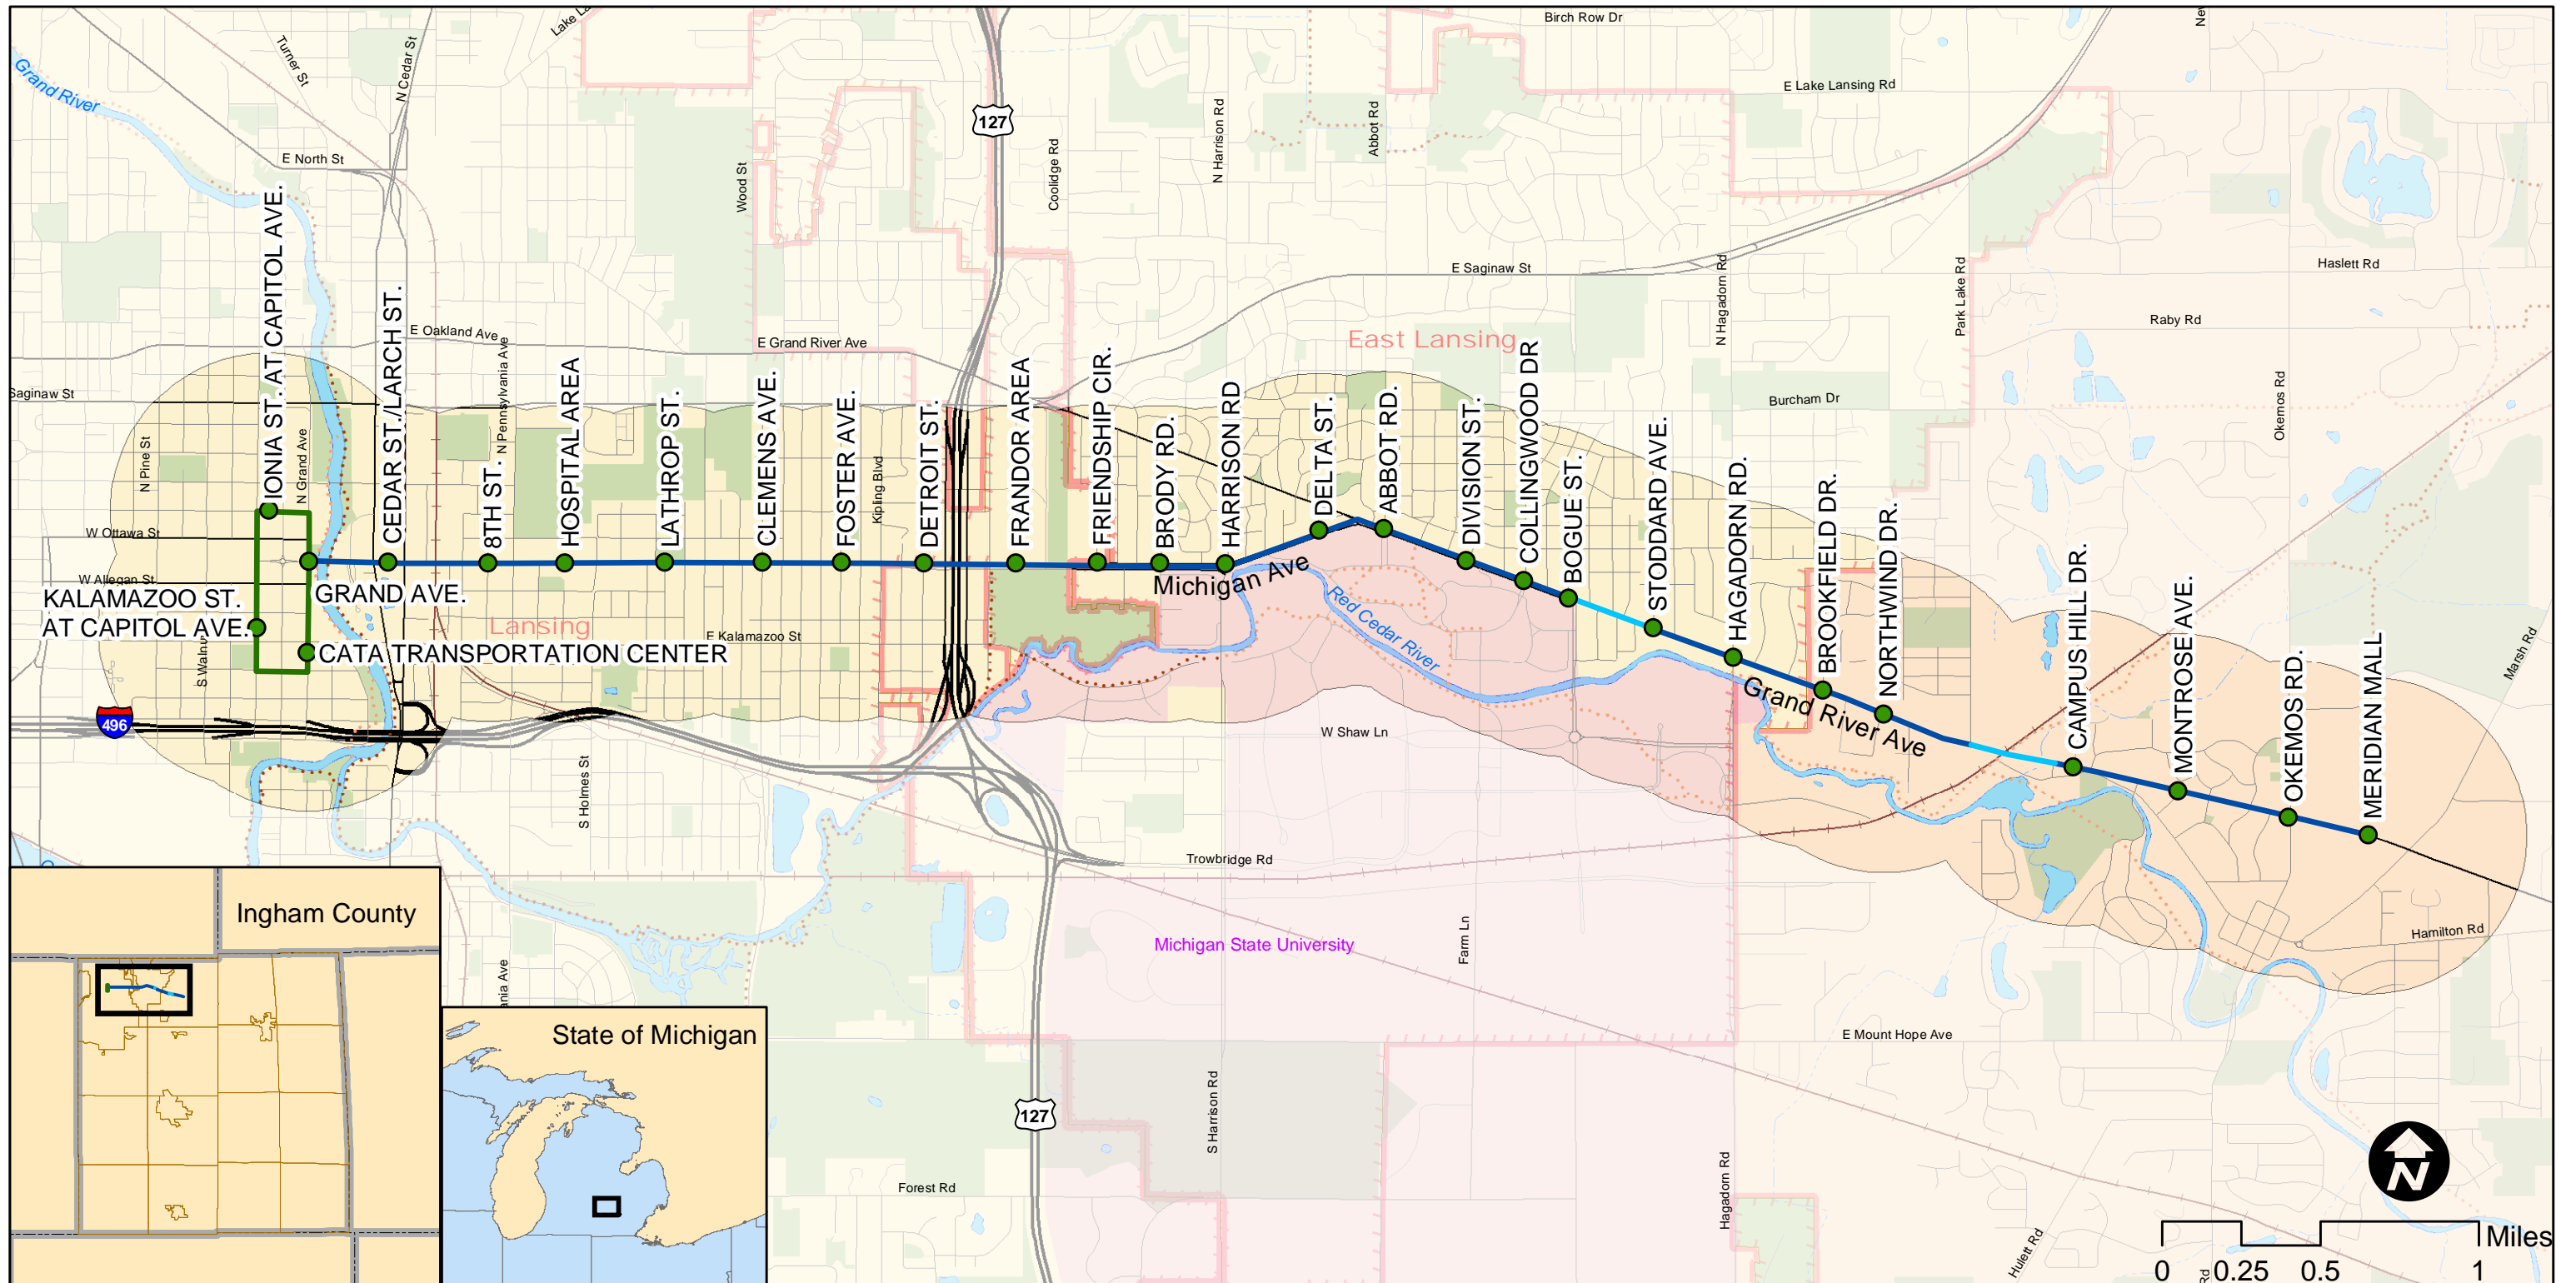 Birch Row Dr
Lake La
Turner St
N Cedar St
Grand River
E Lake Lansing Rd
127
N Harrison Rd
Abbot Rd
Coolidge Rd
Wood St
E North St
IONIA ST. AT CAPITOL AVE.
CEDAR ST./LARCH ST.
E Saginaw St
N Hagadorn Rd
Park Lake Rd
Haslett Rd
Raby Rd
E Oakland Ave
E Grand River Ave
East Lansing
N Pennsylvania Ave
Saginaw St
Burcham Dr
Okemos Rd
N Pine St
N Grand Ave
8TH ST.
HOSPITAL AREA
LATHROP ST.
CLEMENS AVE.
FOSTER AVE.
Kipling Blvd
DETROIT ST.
FRANDOR AREA
FRIENDSHIP CIR.
BRODY RD.
HARRISON RD
DELTA ST.
ABBOT RD.
DIVISION ST.
COLLINGWOOD DR
BOGUE ST.
STODDARD AVE.
HAGADORN RD.
BROOKFIELD DR.
NORTHWIND DR.
CAMPUS HILL DR.
MONTROSE AVE.
OKEMOS RD.
MERIDIAN MALL
W Ottawa St
W Allegan St
KALAMAZOO ST.
AT CAPITOL AVE.
GRAND AVE.
Michigan Ave
Red Cedar River
Lansing
E Kalamazoo St
S Walnu
CATA TRANSPORTATION CENTER
Marsh Rd
Grand River Ave
496
W Shaw Ln
S Holmes St
Trowbridge Rd
Ingham County
Michigan State University
Farm Ln
Hamilton Rd
ania Ave
State of Michigan
E Mount Hope Ave
127
S Harrison Rd
Forest Rd
Hagadorn Rd
Hulett Rd
Rd
N
Miles
0 0.25 0.5 1